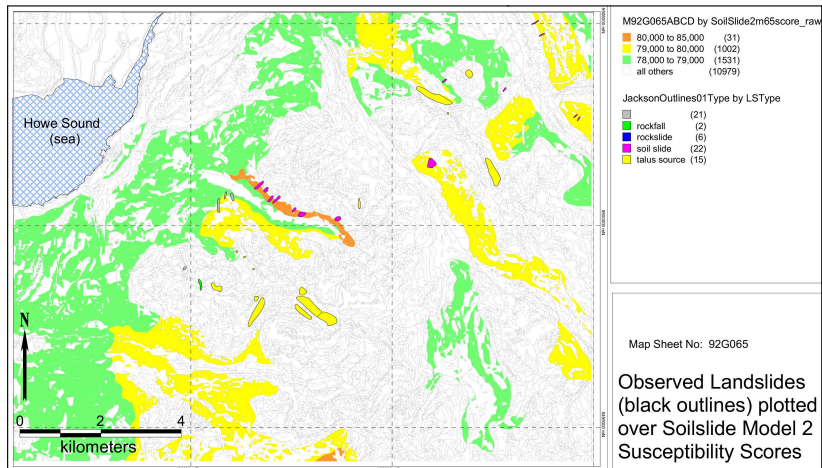 M92G065ABCD by SoilSlide2m65score_raw
80,000 to 85,000 (31)
79,000 to 80,000 (1002)
78,000 to 79,000 (1531)
all others (10979)
JacksonOutlines01Type by LSType
(21)
rockfall (2)
rockslide (6)
soil slide (22)
talus source (15)
Howe Sound
(sea)
N
0 2 4
kilometers
Map Sheet No: 92G065
Observed Landslides
(black outlines) plotted
over Soilslide Model 2
Susceptibility Scores